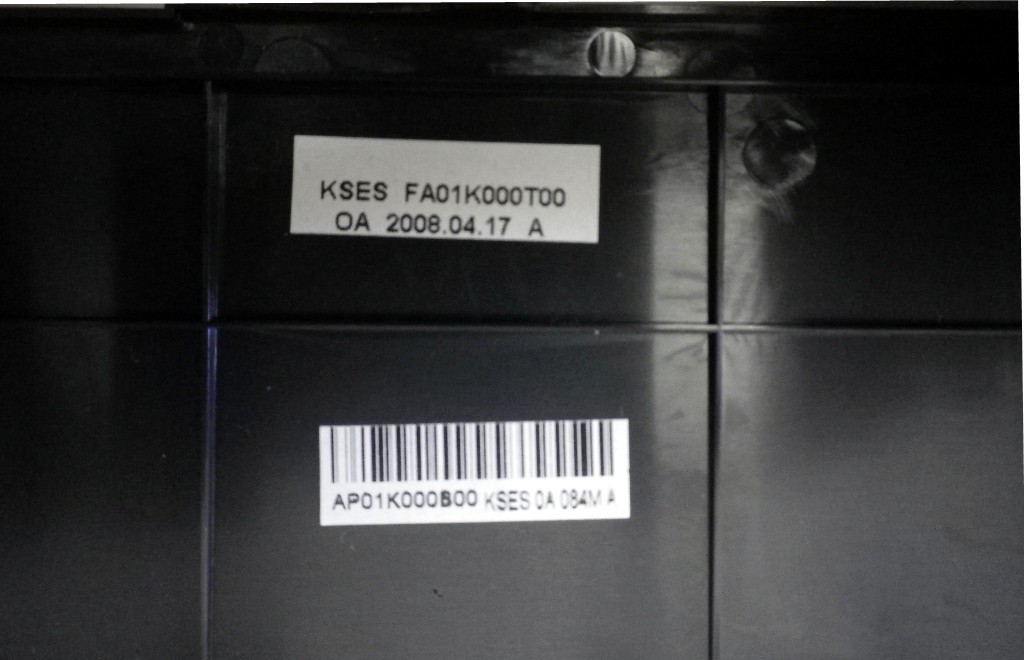 KSES FA01K000T00
OA 2008.04.17 A
AP01K000B00 KSES 0A 084M A